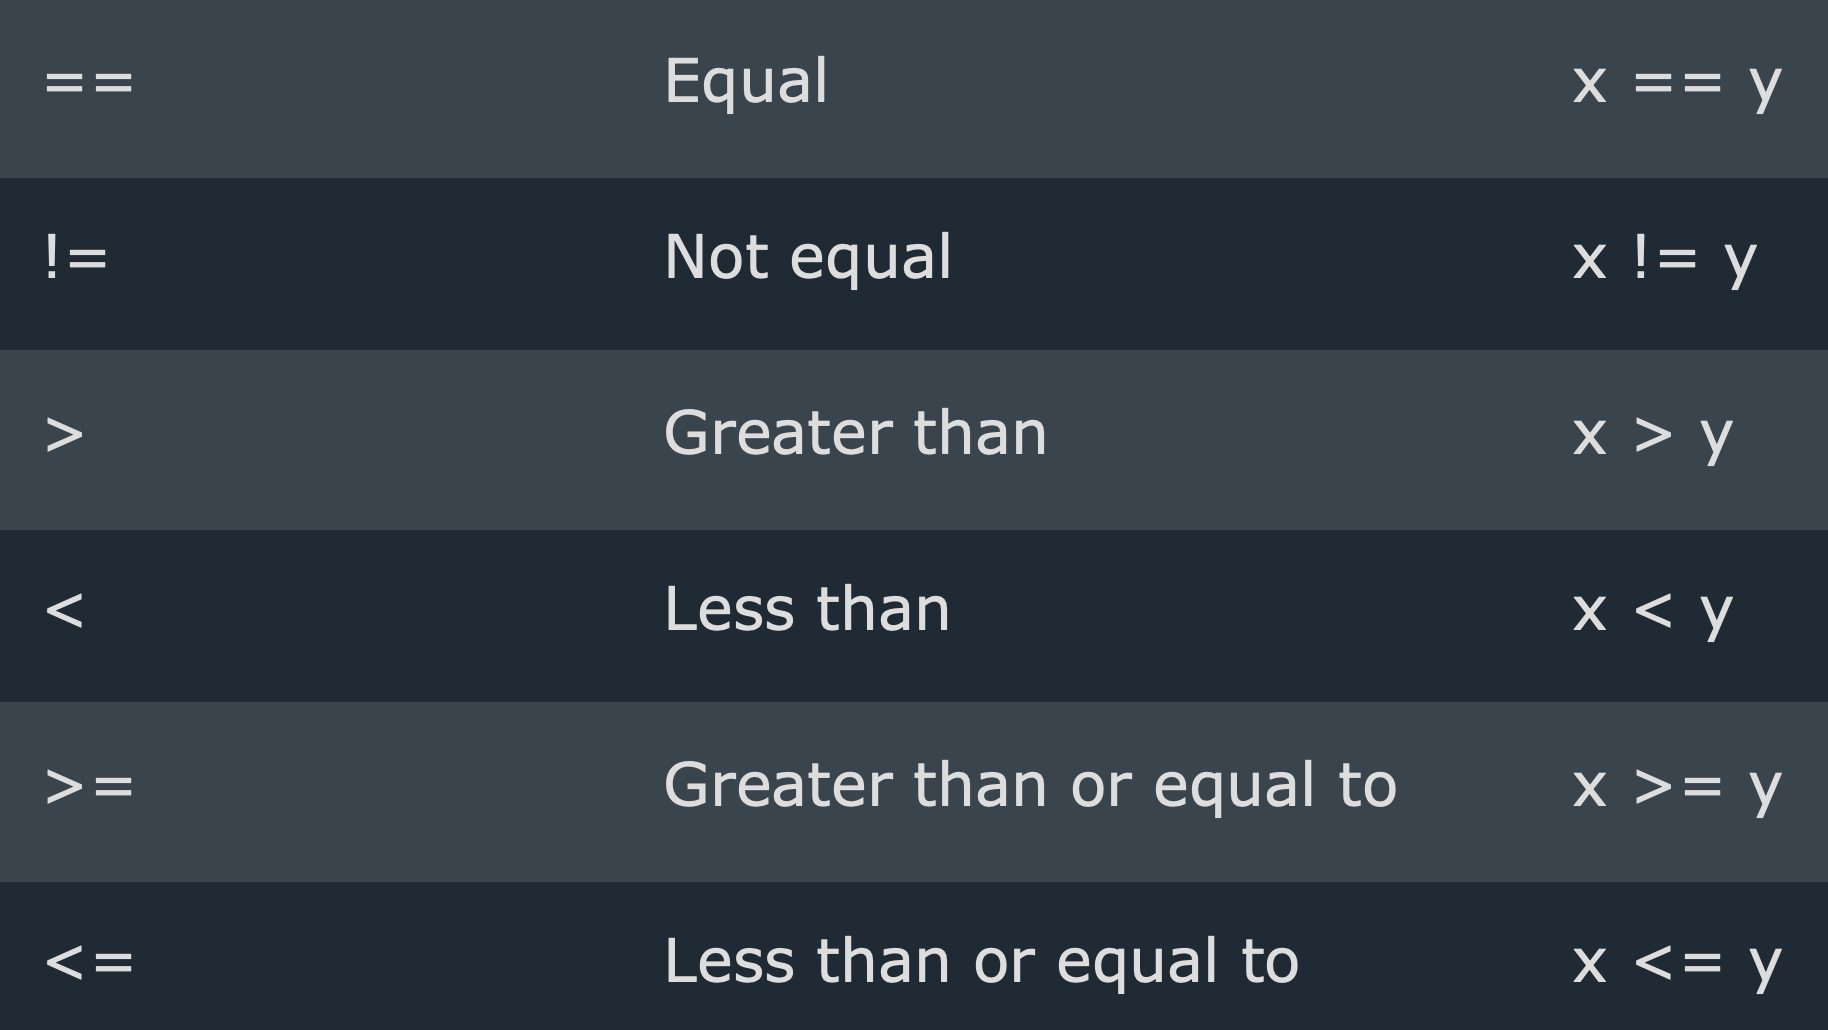 == Equal x == y
!= Not equal x != y
> Greater than x > y
< Less than x < y
>= Greater than or equal to x >= y
<= Less than or equal to x <= y